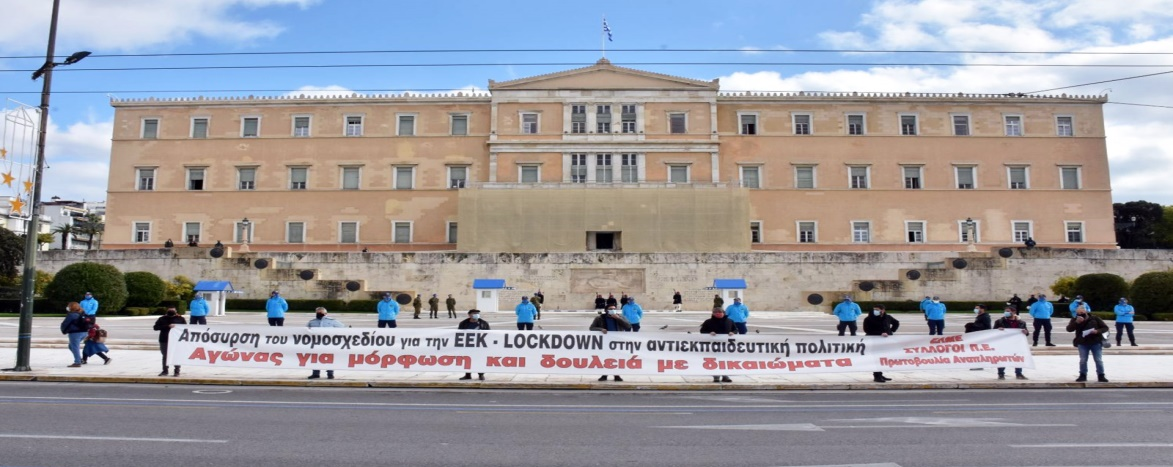 Απόσυρση του νομοσχεδίου για την ΕΕΚ - LOCKDOWN στην αντιεκπαιδευτική πολιτική
Αγώνας για μόρφωση και δουλειά με δικαιώματα
ΣΥΛΛΟΓΟΙ Π.Ε.
Πρωτοβουλία Αναπληρωτών